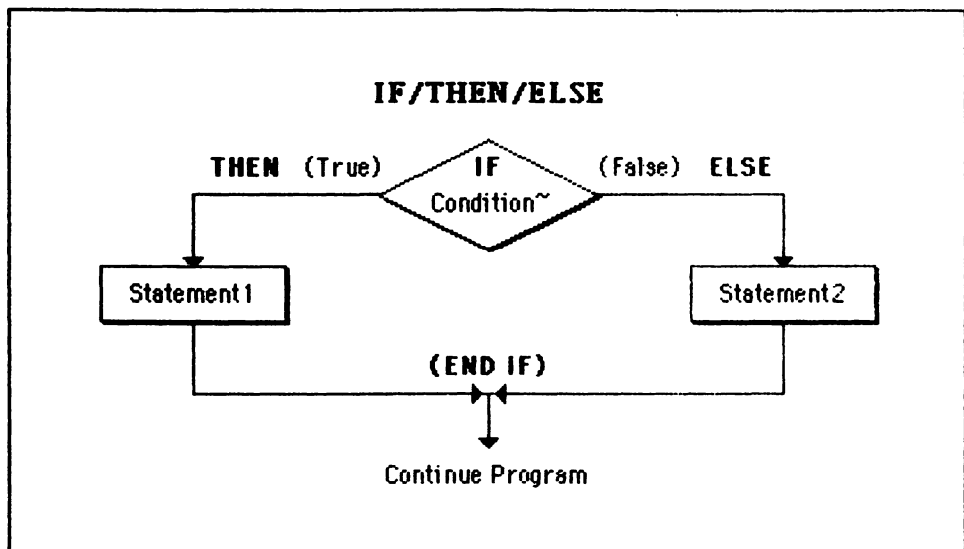 IF/THEN/ELSE
THEN (True) IF (False) ELSE
Condition~
Statement1 Statement2
(END IF)
Continue Program